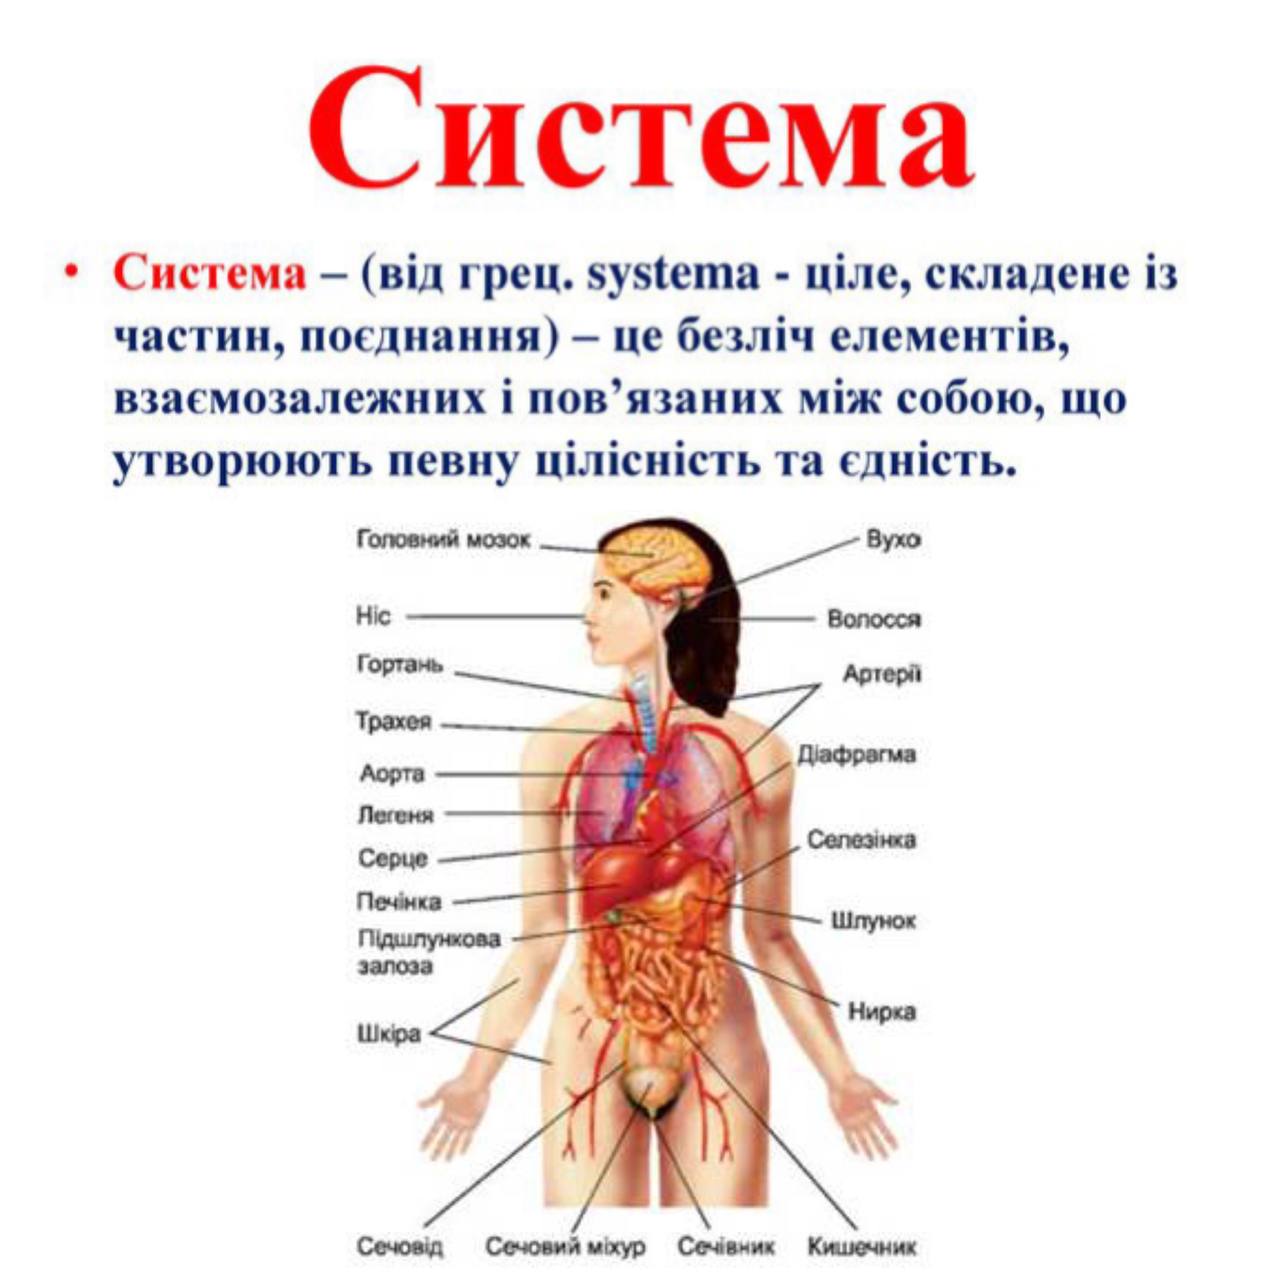 Система
• Система – (від грец. systema - ціле, складене із
частин, поєднання) – це безліч елементів,
взаємозалежних і пов’язаних між собою, що
утворюють певну цілісність та єдність.
Головний мозок
Ніс
Гортань
Трахея
Аорта
Легеня
Серце
Печінка
Підшлункова
залоза
Шкіра
Вухо
Волосся
Артерії
Діафрагма
Селезінка
Шлунок
Нирка
Сечовід
Сечовий міхур
Сечівник
Кишечник